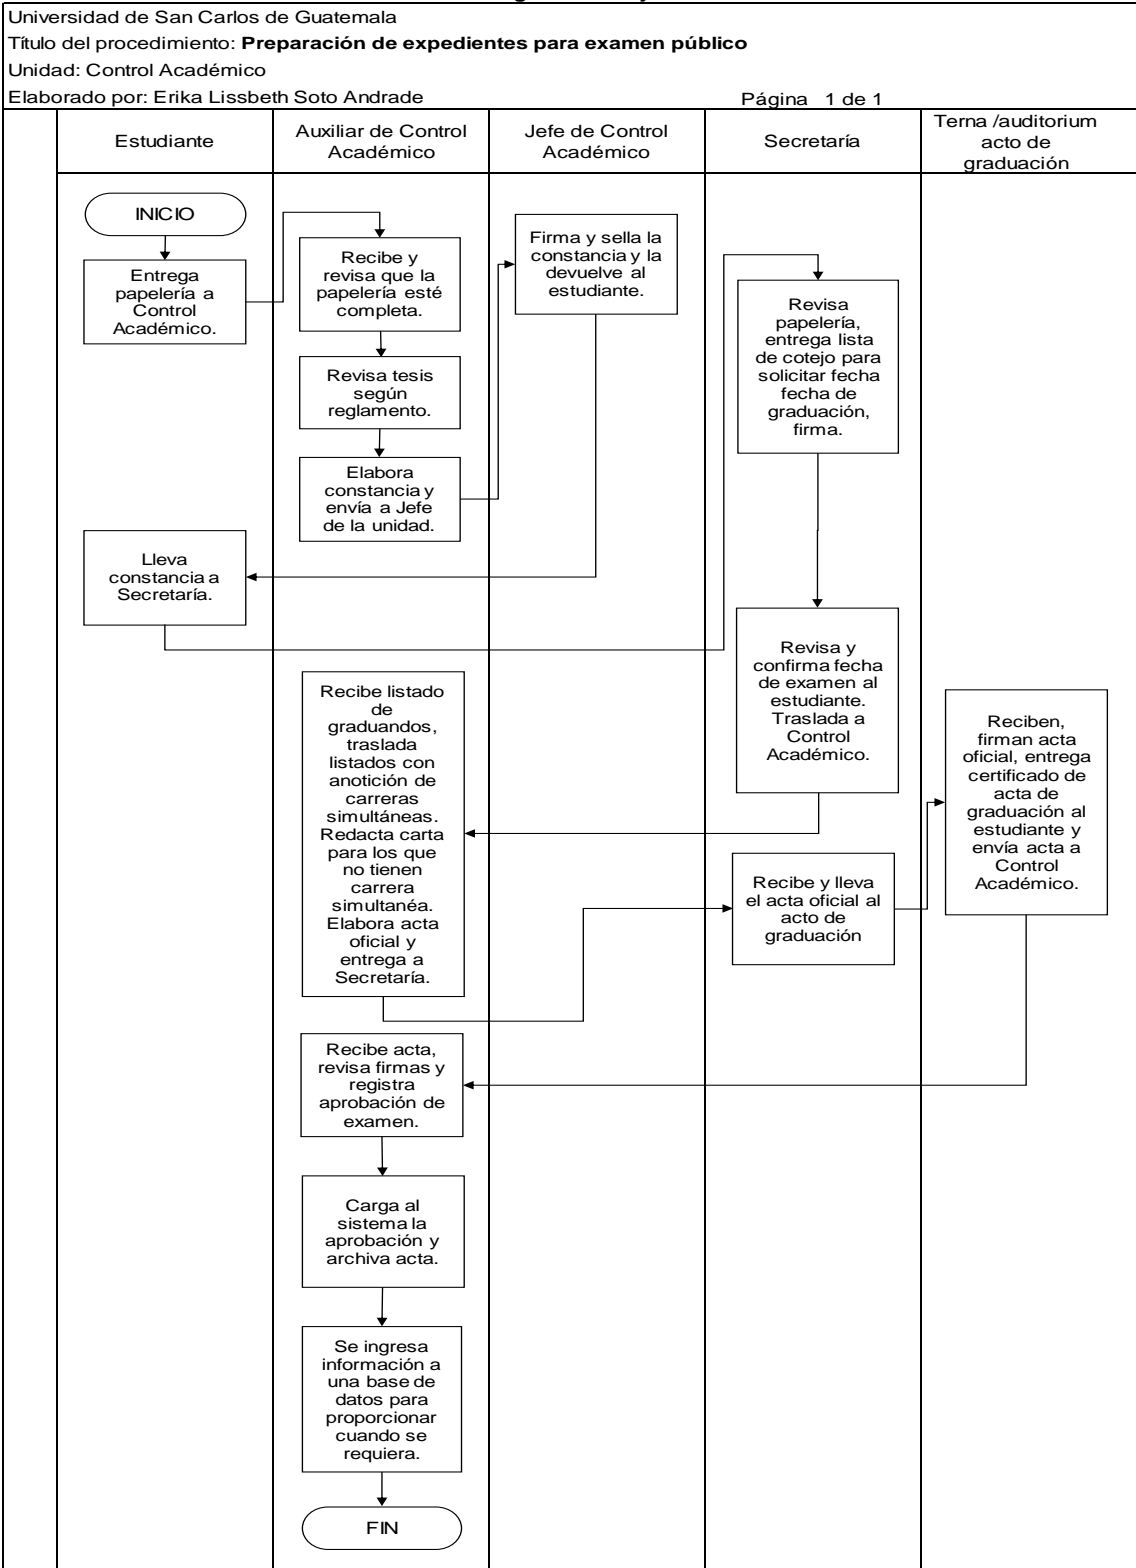 Universidad de San Carlos de Guatemala
Título del procedimiento: Preparación de expedientes para examen público
Unidad: Control Académico
Elaborado por: Erika Lissbeth Soto Andrade
Página 1 de 1
Estudiante
Auxiliar de Control
Académico
Jefe de Control
Académico
Secretaría
Terna /auditorium
acto de
graduación
INICIO
Entrega
papelería a
Control
Académico.
Recibe y
revisa que la
papelería esté
completa.
Revisa tesis
según
reglamento.
Elabora
constancia y
envía a Jefe
de la unidad.
Firma y sella la
constancia y la
devuelve al
estudiante.
Lleva
constancia a
Secretaría.
Revisa
papelería,
entrega lista
de cotejo para
solicitar fecha
fecha de
graduación,
firma.
Revisa y
confirma fecha
de examen al
estudiante.
Traslada a
Control
Académico.
Recibe listado
de
graduandos,
traslada
listados con
anotición de
carreras
simultáneas.
Redacta carta
para los que
no tienen
carrera
simultanéa.
Elabora acta
oficial y
entrega a
Secretaría.
Recibe y lleva
el acta oficial al
acto de
graduación
Reciben,
firman acta
oficial, entrega
certificado de
acta de
graduación al
estudiante y
envía acta a
Control
Académico.
Recibe acta,
revisa firmas y
registra
aprobación de
examen.
Carga al
sistema la
aprobación y
archiva acta.
Se ingresa
información a
una base de
datos para
proporcionar
cuando se
requiera.
FIN